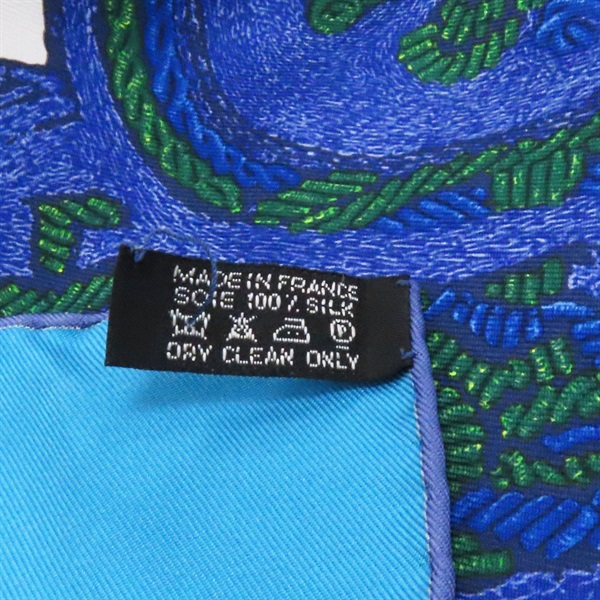 MADE IN FRANCE
SOIE 100 % SILK
P
DRY CLEAN ONLY